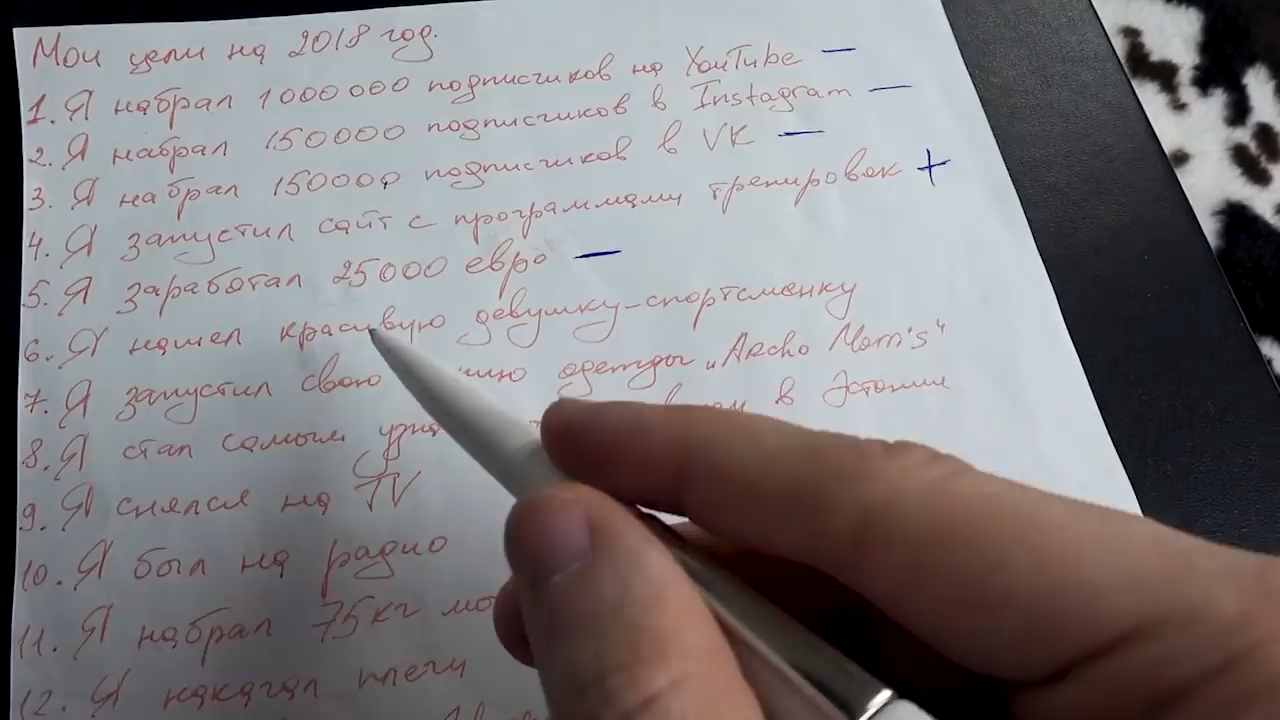 Мои цели на 2018 год.
1. Я набрал 1000000 подписчиков на YouTube —
2. Я набрал 150000 подписчиков в Instagram —
3. Я набрал 150000 подписчиков в VK —
4. Я запустил сайт с программами тренировок +
5. Я заработал 25000 евро —
6. Я нашел красивую девушку-спортсменку
7. Я запустил свою одежды „Archo Morris“
8. Я стал самым в Эстонии
9. Я снялся на TV
10. Я был на радио
11. Я набрал 75кг
12. Я накачал плечи